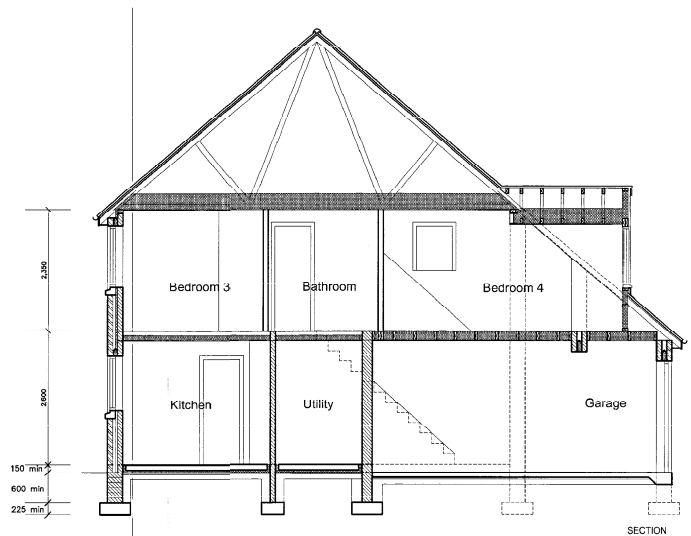 2,350
Bedroom 3
Bathroom
Bedroom 4
2600
Kitchen
Utility
Garage
150 min
600 min
225 min
SECTION